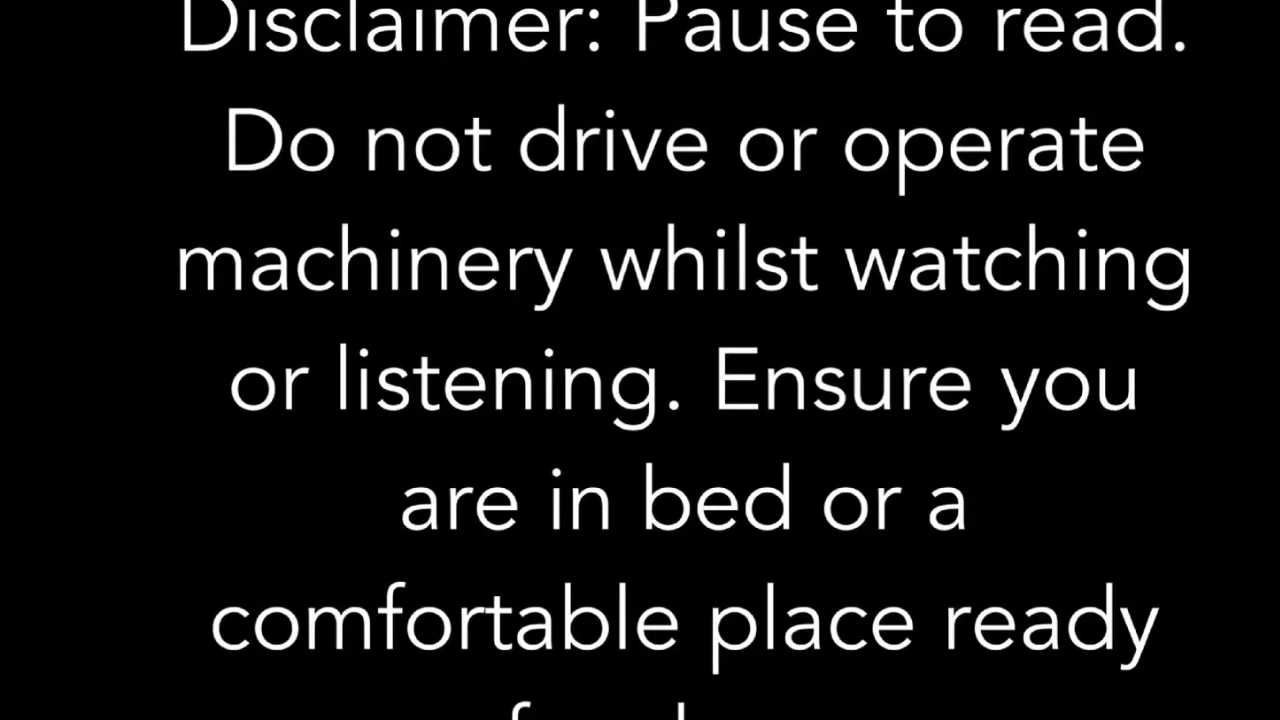 Disclaimer: Pause to read.
Do not drive or operate
machinery whilst watching
or listening. Ensure you
are in bed or a
comfortable place ready